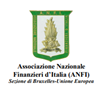 Associazione Nazionale
Finanzieri d'Italia (ANFI)
Sezione di Bruxelles-Unione Europea